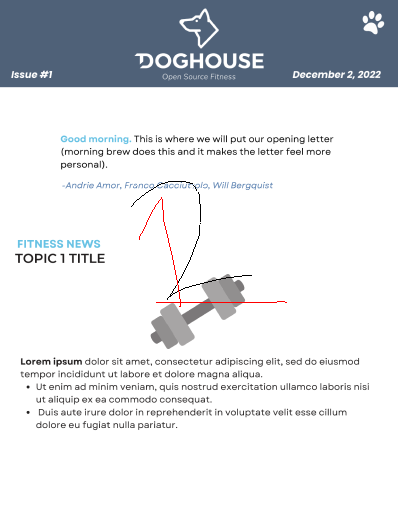 DOGHOUSE
Open Source Fitness
Issue #1
December 2, 2022
Good morning. This is where we will put our opening letter
(morning brew does this and it makes the letter feel more
personal).
-Andrie Amor, Franco Will Bergquist
1
2
FITNESS NEWS
TOPIC 1 TITLE
Lorem ipsum dolor sit amet, consectetur adipiscing elit, sed do eiusmod
tempor incididunt ut labore et dolore magna aliqua.
• Ut enim ad minim veniam, quis nostrud exercitation ullamco laboris nisi
ut aliquip ex ea commodo consequat.
• Duis aute irure dolor in reprehenderit in voluptate velit esse cillum
dolore eu fugiat nulla pariatur.